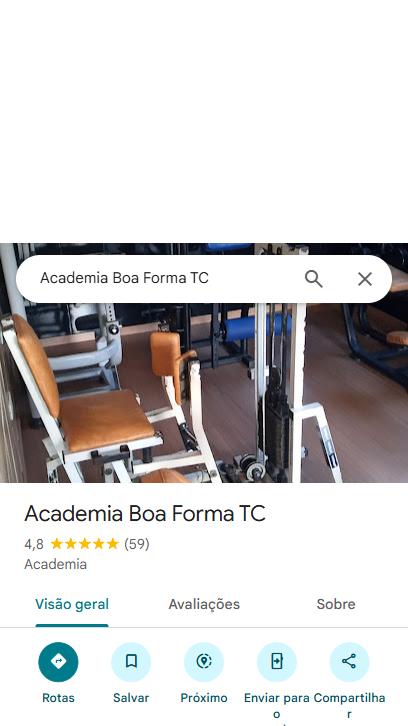 Academia Boa Forma TC
Academia Boa Forma TC
4,8 (59)
Academia
Visão geral Avaliações Sobre
Rotas Salvar Próximo Enviar para Compartilha
o r